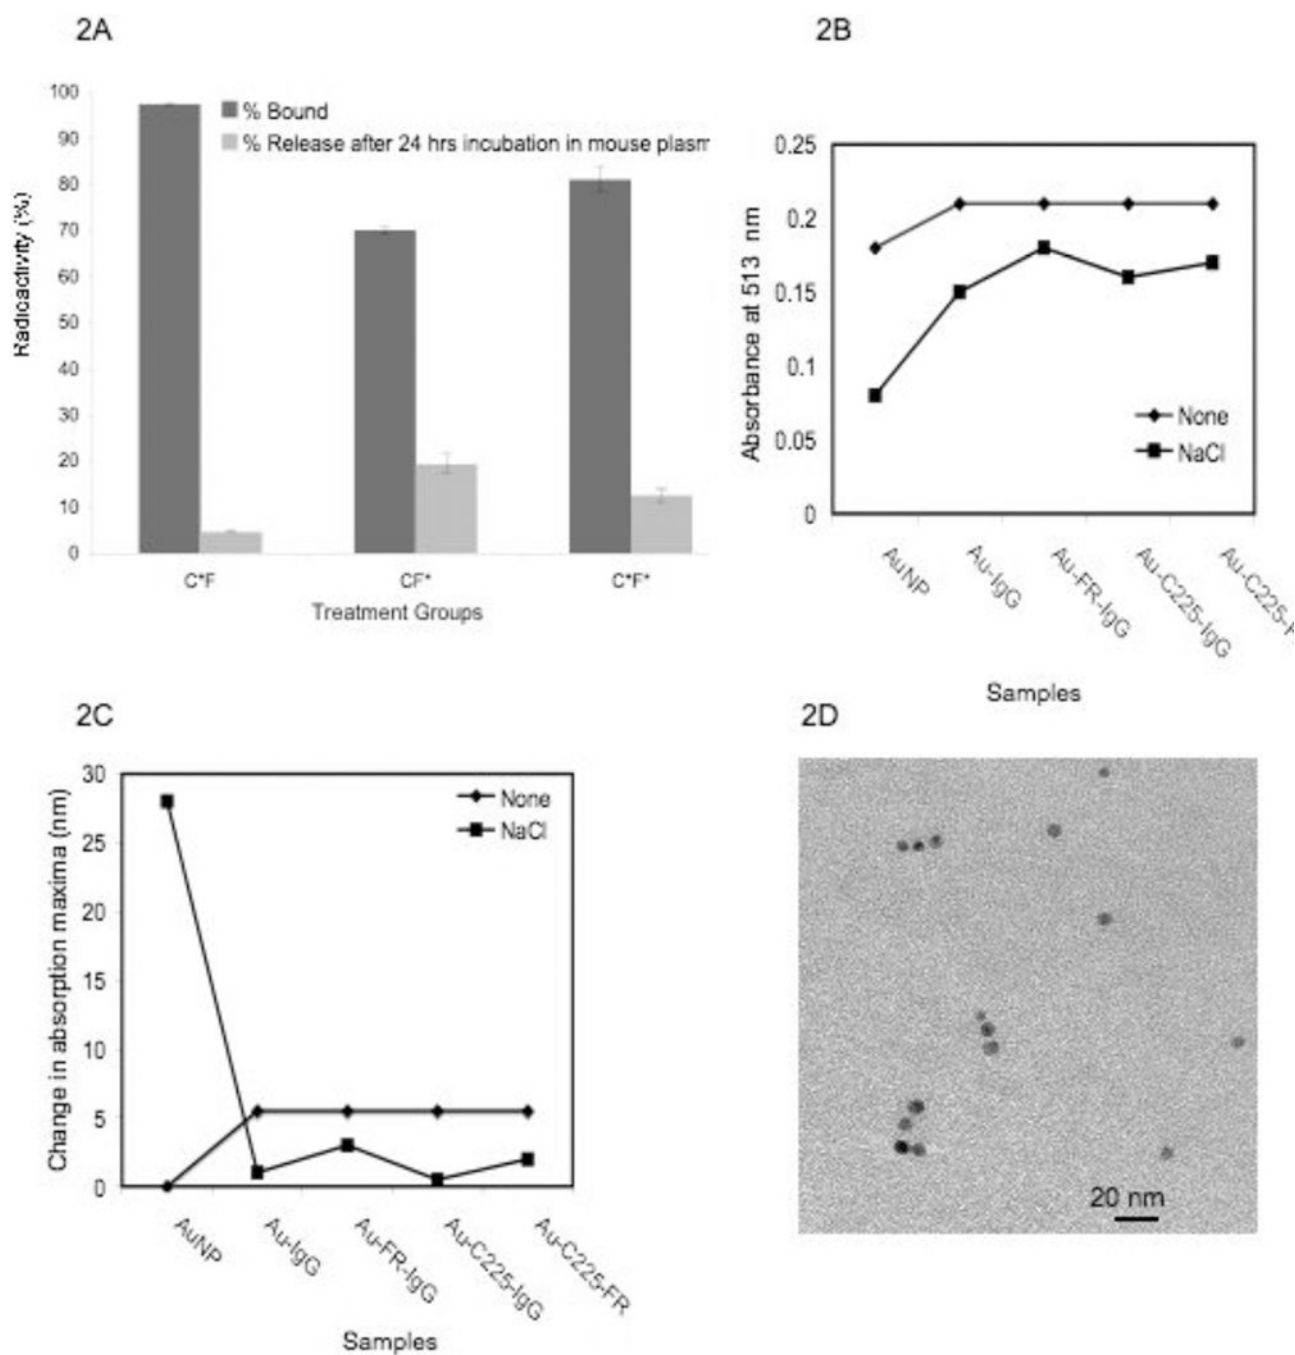 2A
100
90
80
70
60
50
40
30
20
10
0
Radioactivity (%)
% Bound
% Release after 24 hrs incubation in mouse plasm
C*F
CF*
C*F*
Treatment Groups
2B
0.25
0.2
0.15
0.1
0.05
0
Absorbance at 513 nm
None
NaCl
AuNP
Au-IgG
Au-FR-IgG
Au-C225-IgG
Au-C225-F
Samples
2C
30
25
20
15
10
5
0
Change in absorption maxima (nm)
None
NaCl
AuNP
Au-IgG
Au-FR-IgG
Au-C225-IgG
Au-C225-FR
Samples
2D
20 nm